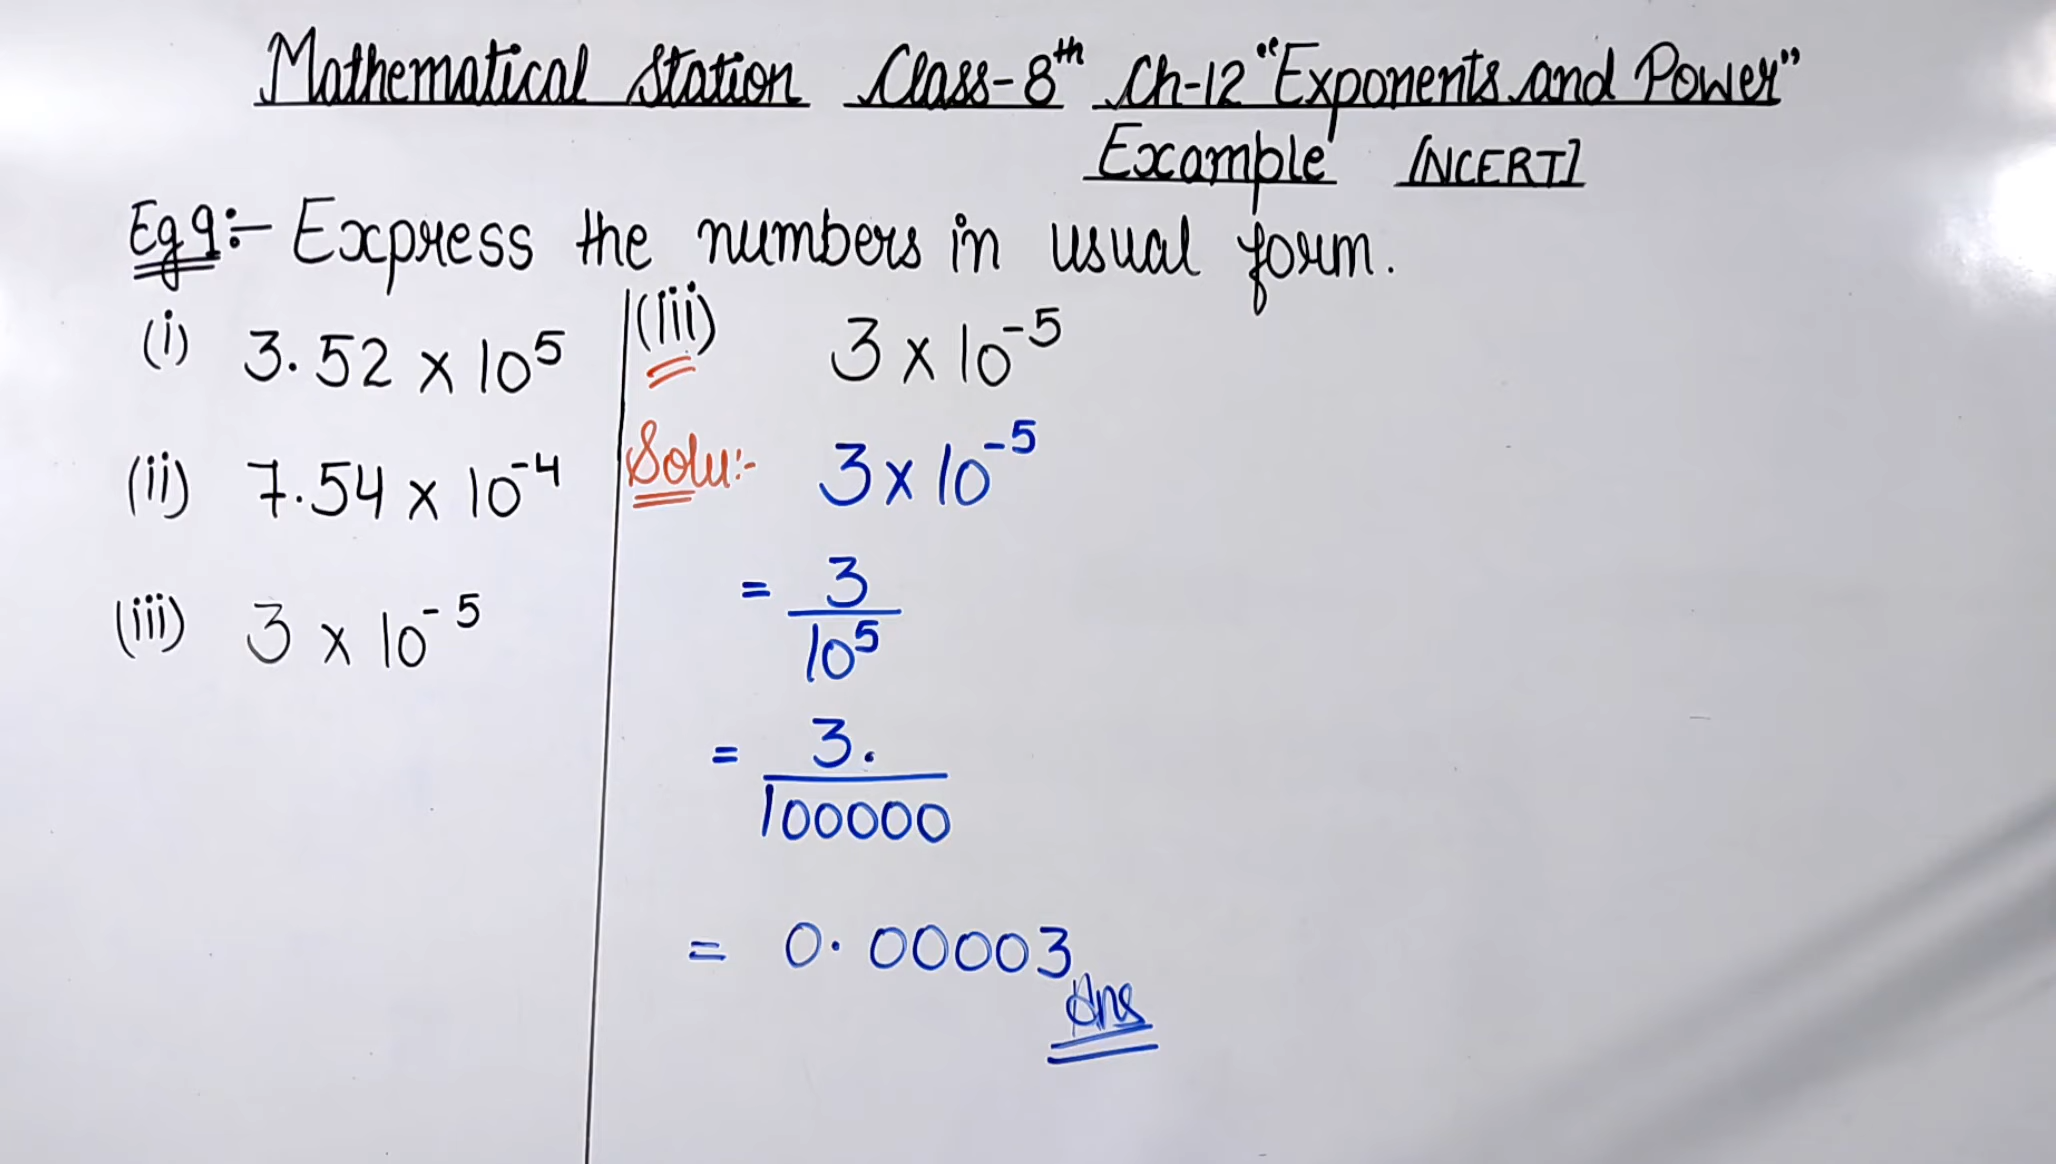 Mathematical Station Class-8th Ch-12 "Exponents and Power"
Example [NCERT]
Eg 9:- Express the numbers in usual form.
(i) 3.52 x 10⁵
(ii) 7.54 x 10⁻⁴
(iii) 3 x 10⁻⁵
(iii) 3 x 10⁻⁵
Solu:- 3 x 10⁻⁵
= 3/10⁵
= 3./100000
= 0.00003
Ans